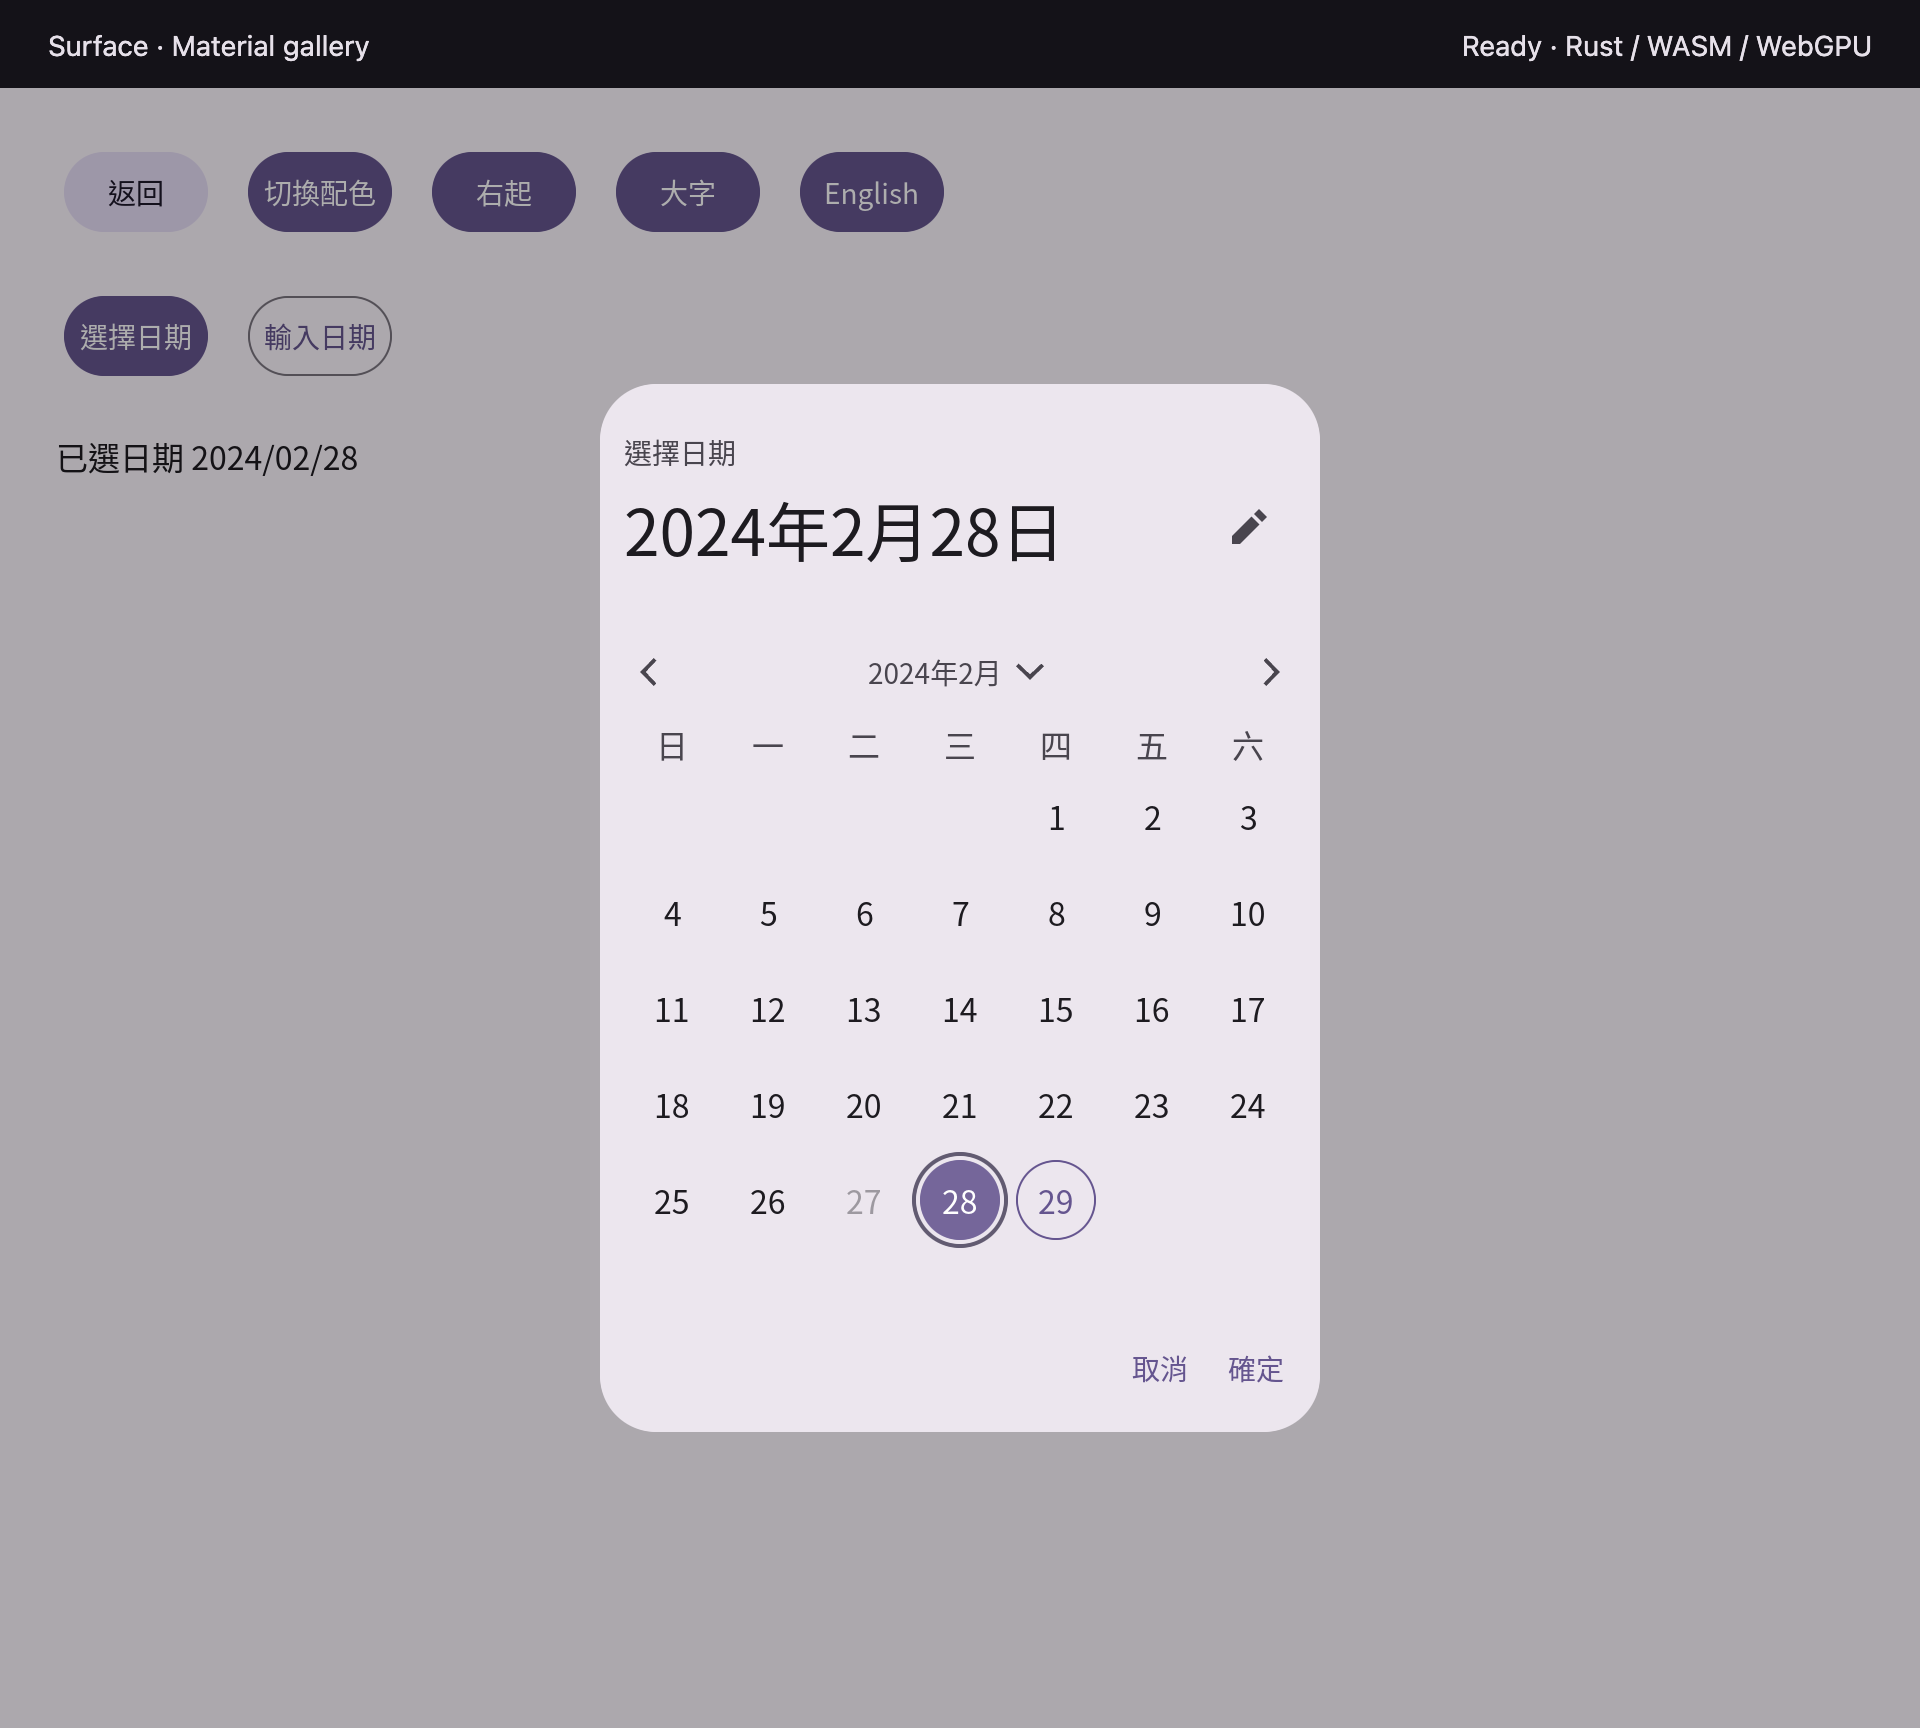 Surface · Material gallery
Ready · Rust / WASM / WebGPU
返回 切換配色 右起 大字 English
選擇日期 輸入日期
已選日期 2024/02/28
選擇日期
2024年2月28日
2024年2月
日 一 二 三 四 五 六
1 2 3
4 5 6 7 8 9 10
11 12 13 14 15 16 17
18 19 20 21 22 23 24
25 26 27 28 29
取消 確定